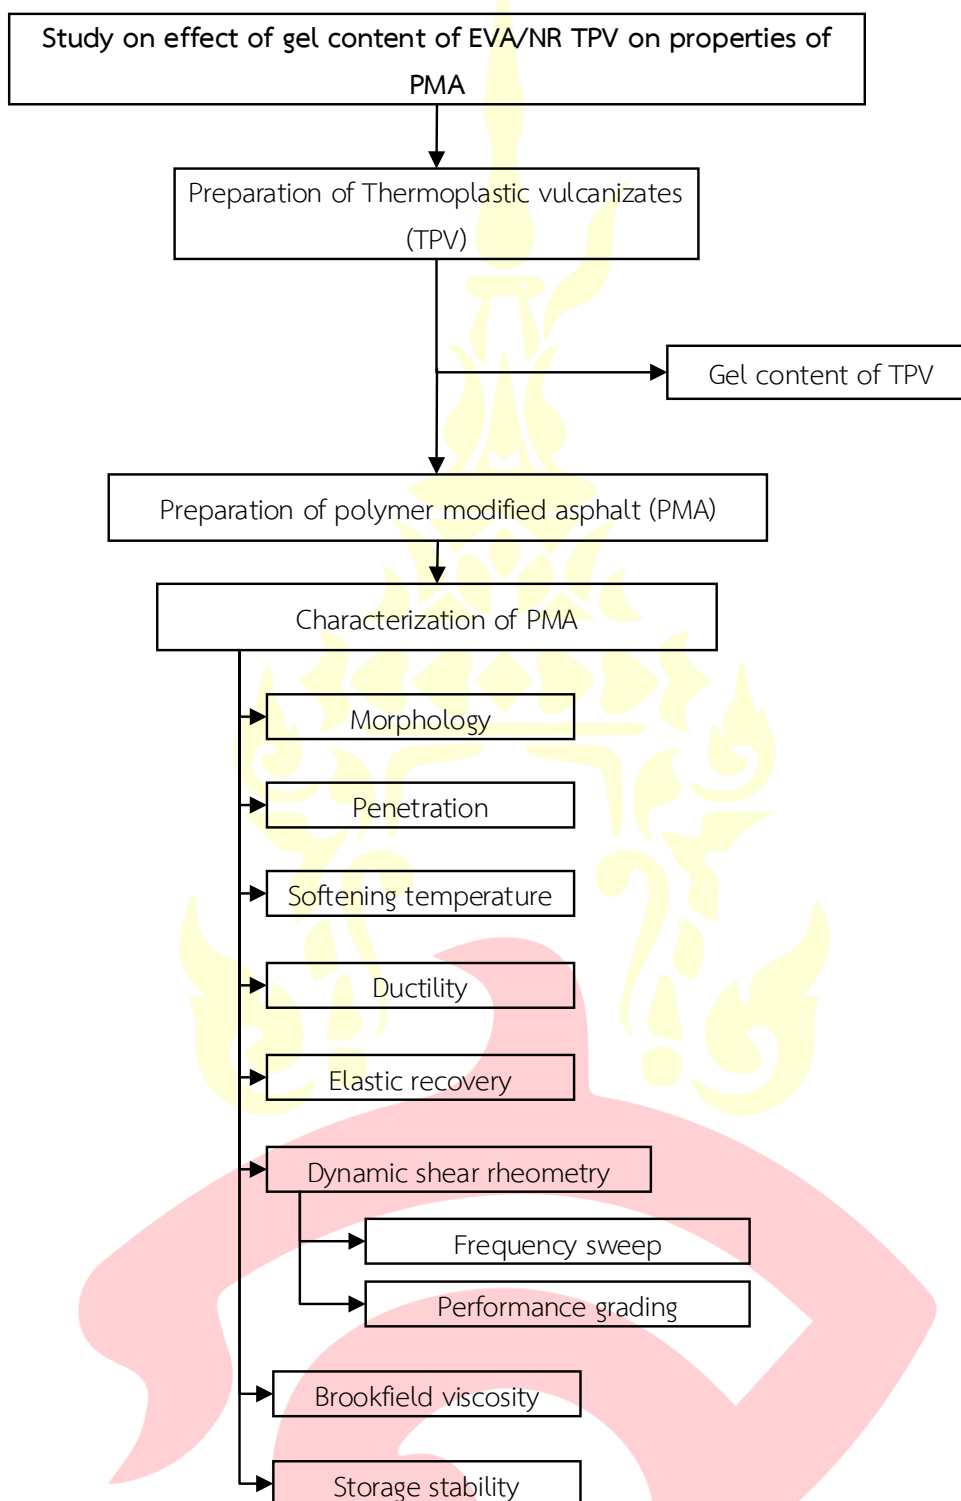 Study on effect of gel content of EVA/NR TPV on properties of
PMA
Preparation of Thermoplastic vulcanizates
(TPV)
Gel content of TPV
Preparation of polymer modified asphalt (PMA)
Characterization of PMA
Morphology
Penetration
Softening temperature
Ductility
Elastic recovery
Dynamic shear rheometry
Frequency sweep
Performance grading
Brookfield viscosity
Storage stability